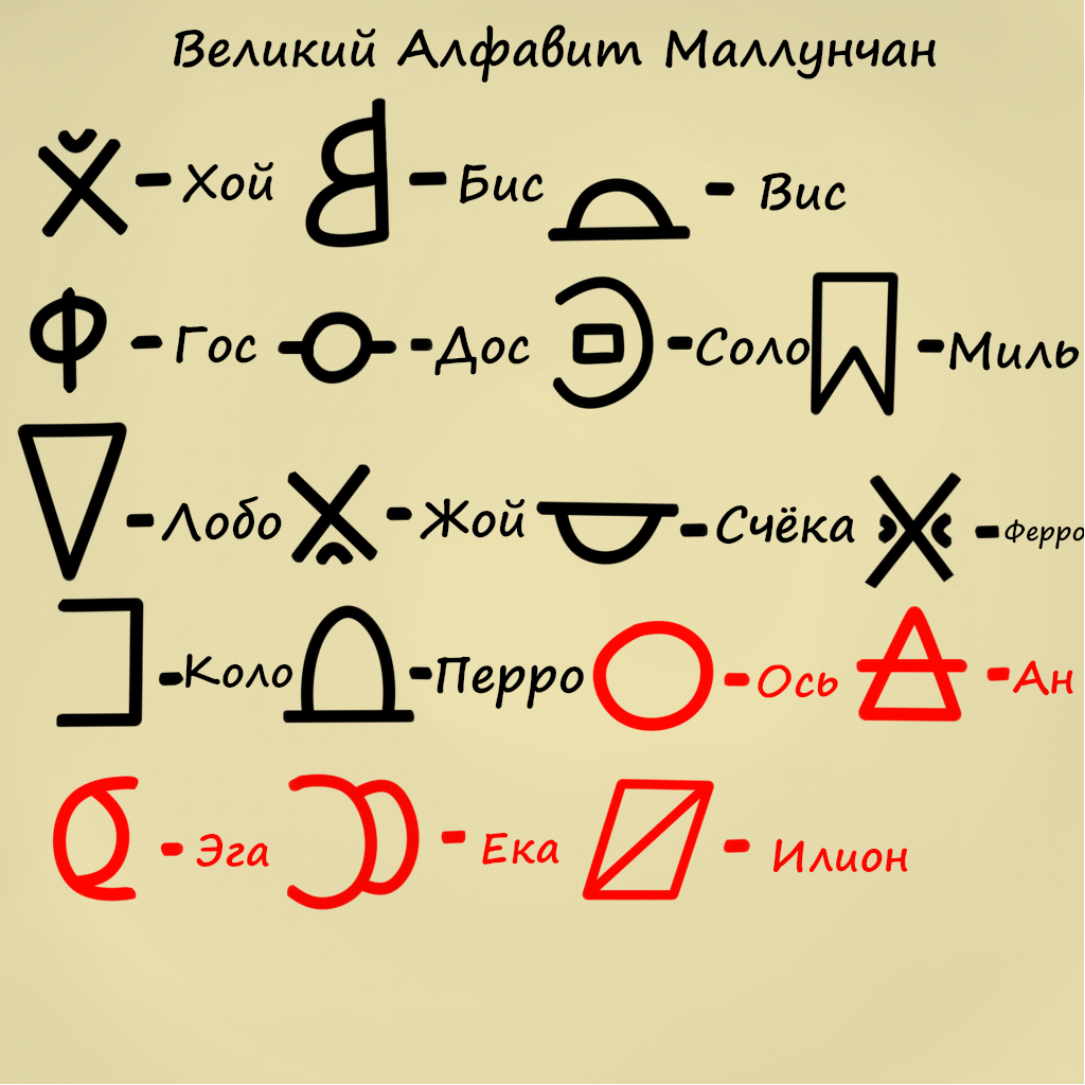 Великий Алфавит Маллунчан
- Хой - Бис - Вис
- Гос - Дос - Соло - Миль
- Лобо - Жой - Счёка - Ферро
- Коло - Перро - Ось - Ан
- Эга - Ека - Илион